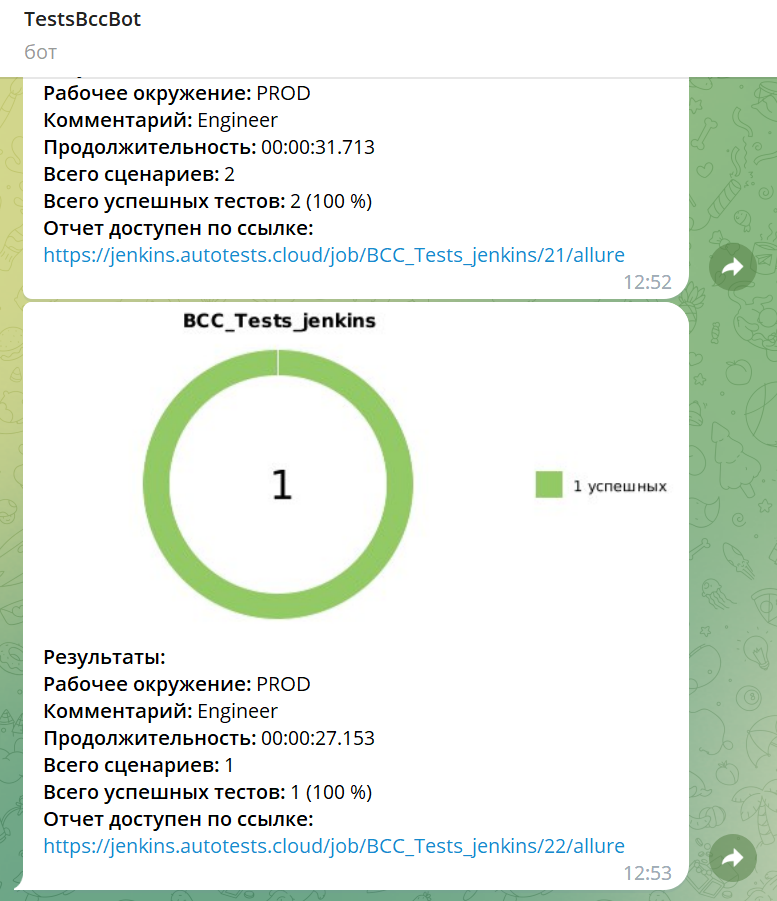 TestsBccBot
бот
Рабочее окружение: PROD
Комментарий: Engineer
Продолжительность: 00:00:31.713
Всего сценариев: 2
Всего успешных тестов: 2 (100 %)
Отчет доступен по ссылке:
https://jenkins.autotests.cloud/job/BCC_Tests_jenkins/21/allure
12:52
BCC_Tests_jenkins
1
1 успешных
Результаты:
Рабочее окружение: PROD
Комментарий: Engineer
Продолжительность: 00:00:27.153
Всего сценариев: 1
Всего успешных тестов: 1 (100 %)
Отчет доступен по ссылке:
https://jenkins.autotests.cloud/job/BCC_Tests_jenkins/22/allure
12:53